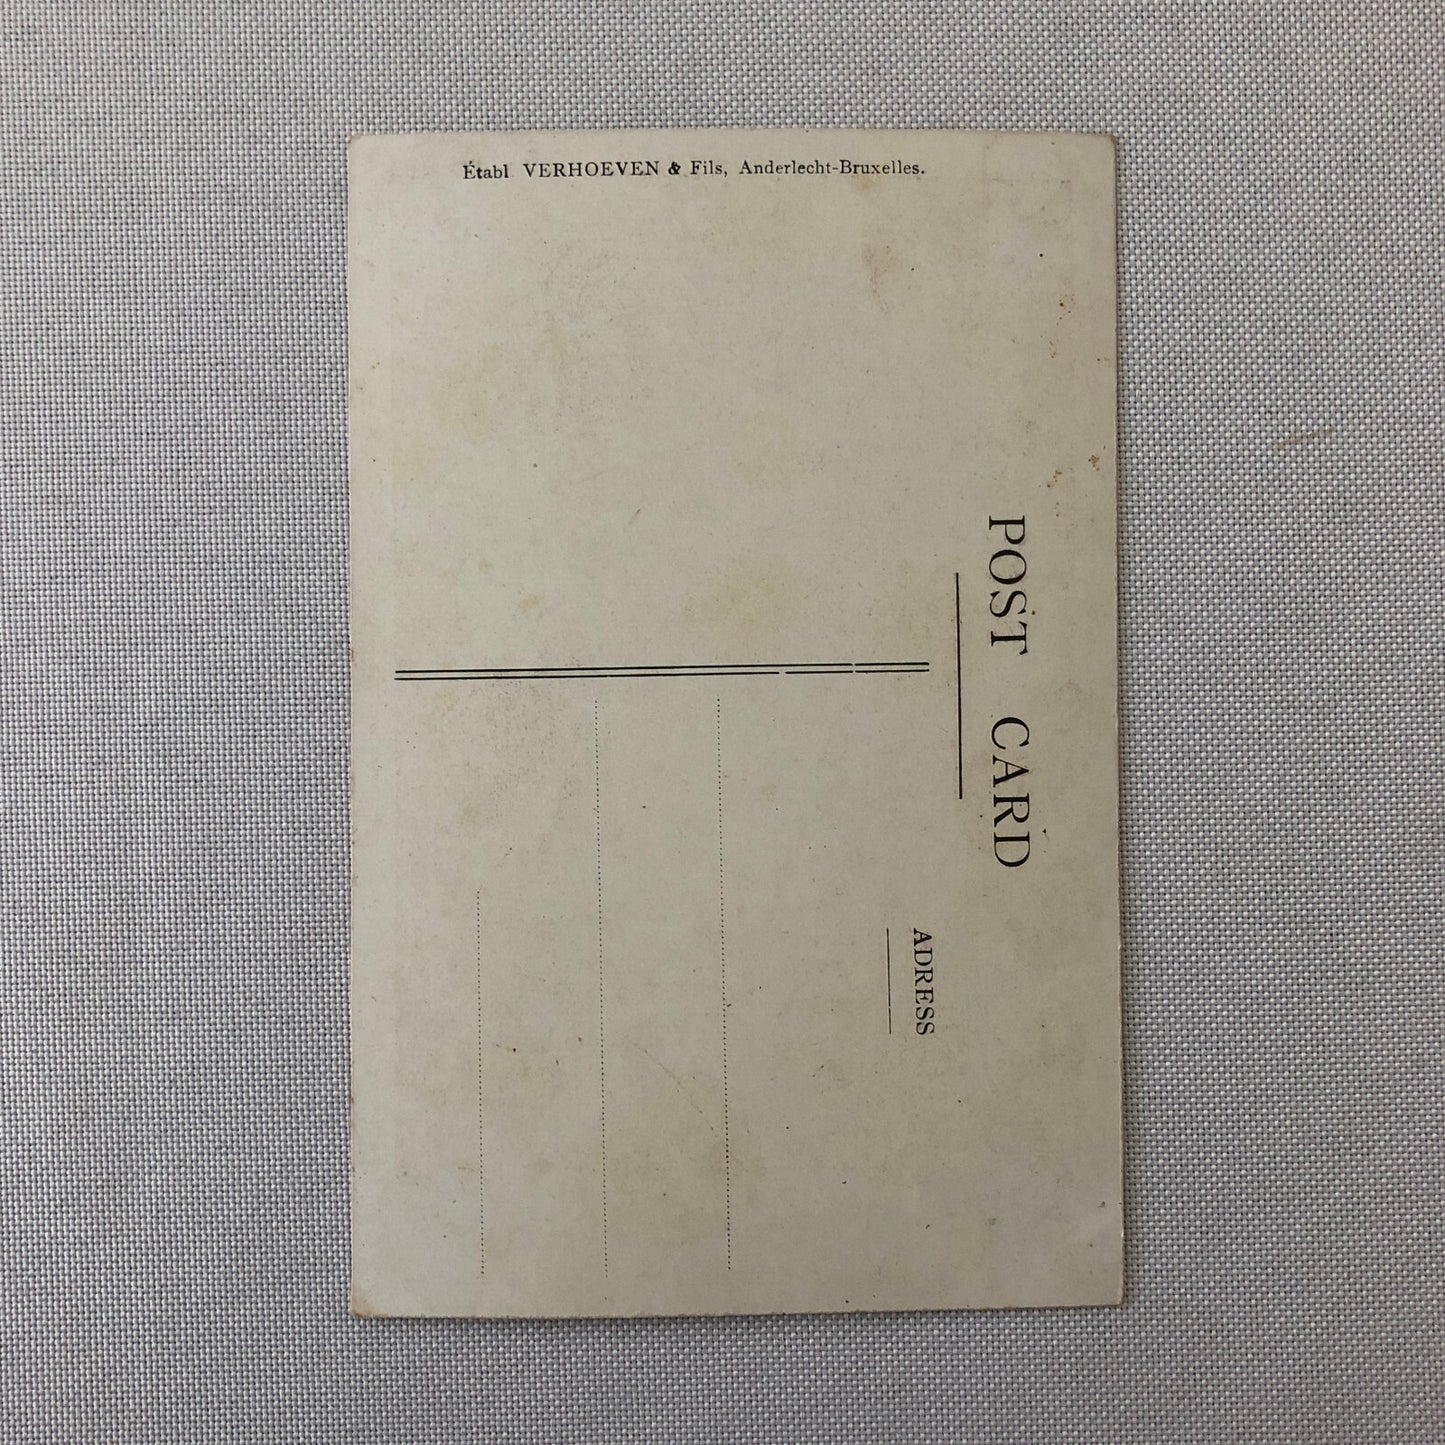 Établ VERHOEVEN & Fils, Anderlecht-Bruxelles.
POST CARD
ADRESS